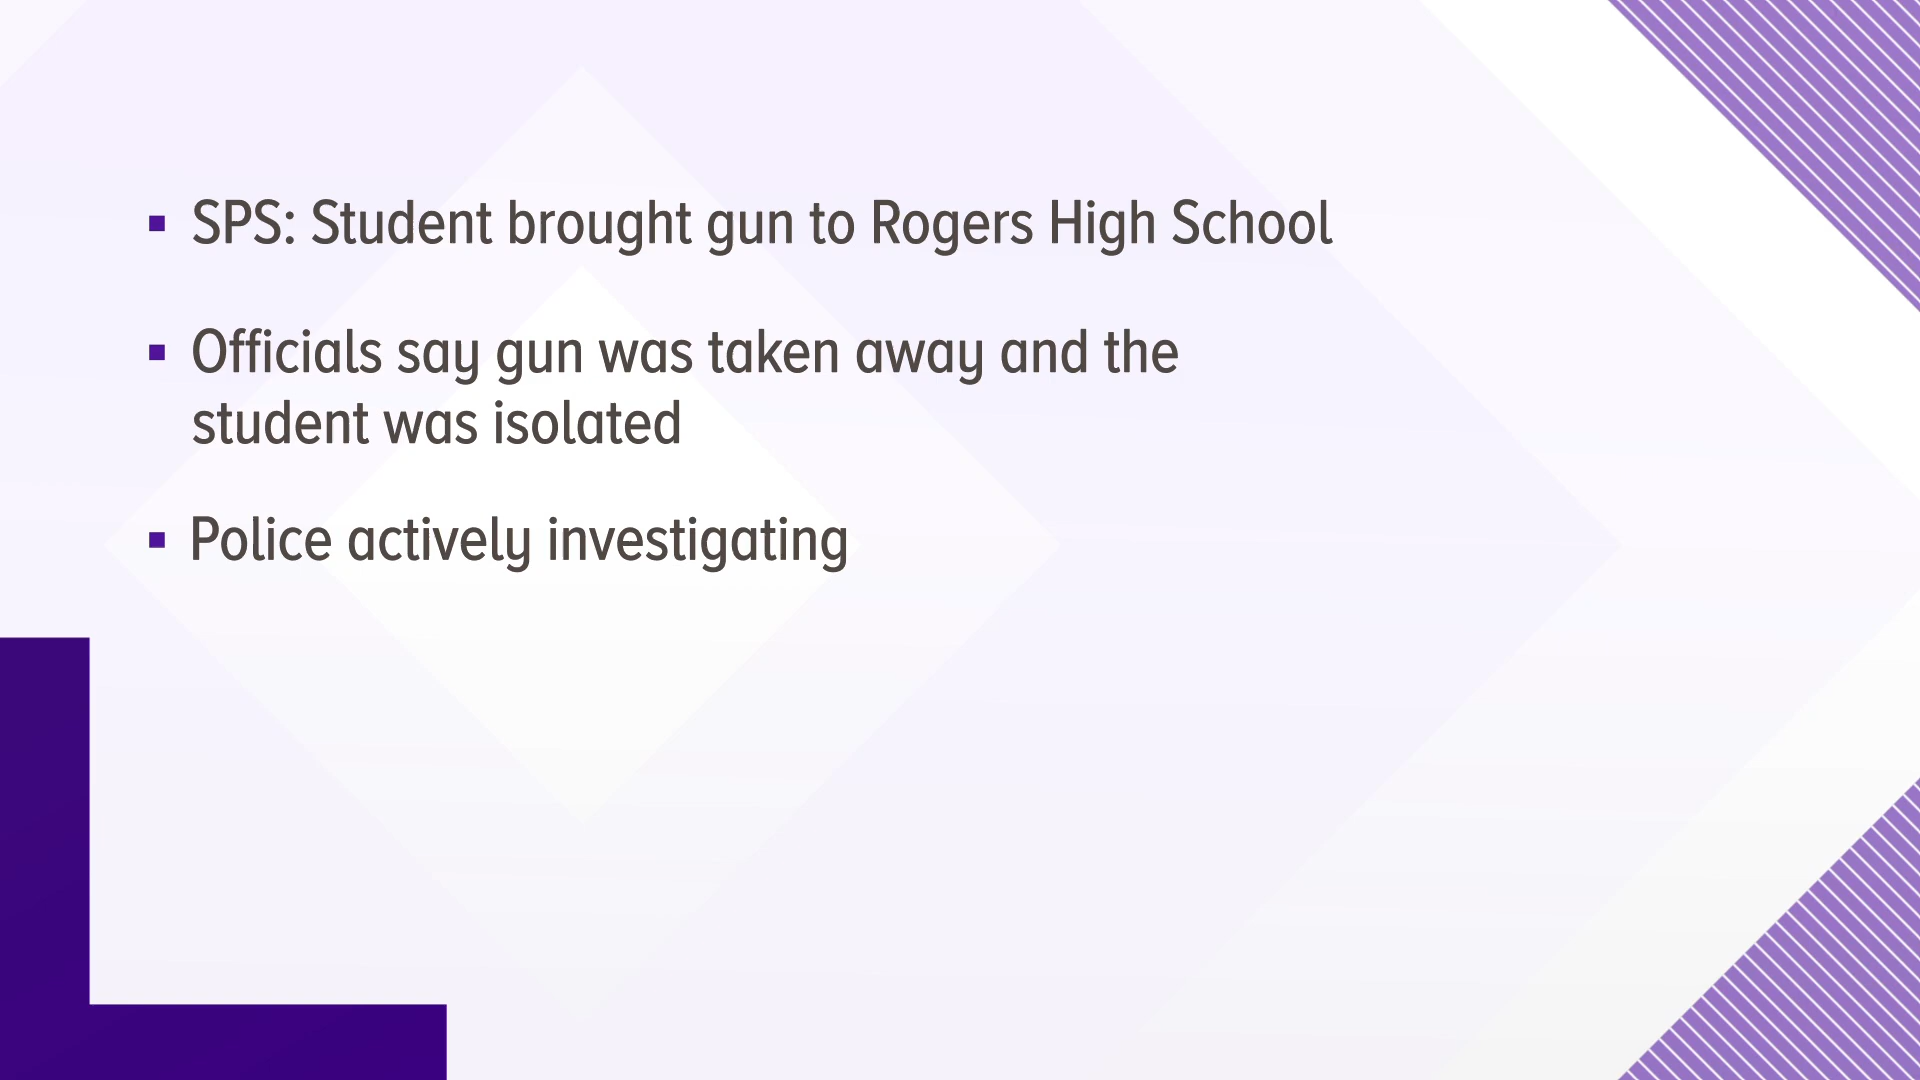 ▪ SPS: Student brought gun to Rogers High School
▪ Officials say gun was taken away and the
student was isolated
▪ Police actively investigating